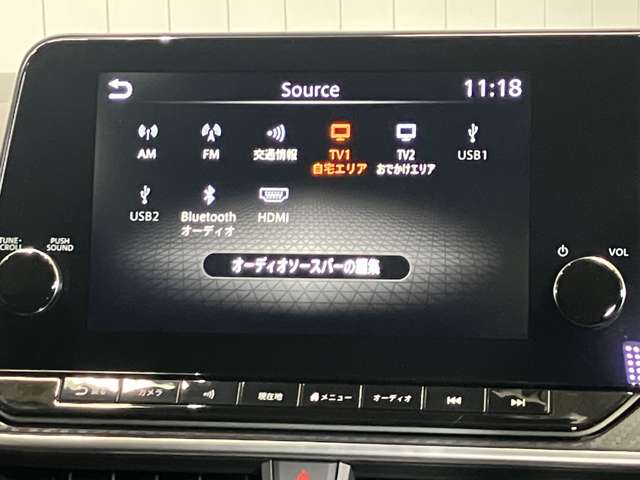 Source
11:18
AM
FM
交通情報
TV1
自宅エリア
TV2
おでかけエリア
USB1
USB2
Bluetooth
オーディオ
HDMI
オーディオソースバーの編集
TUNE•
SCROLL
PUSH
SOUND
VOL
カメラ
現在地
メニュー
オーディオ